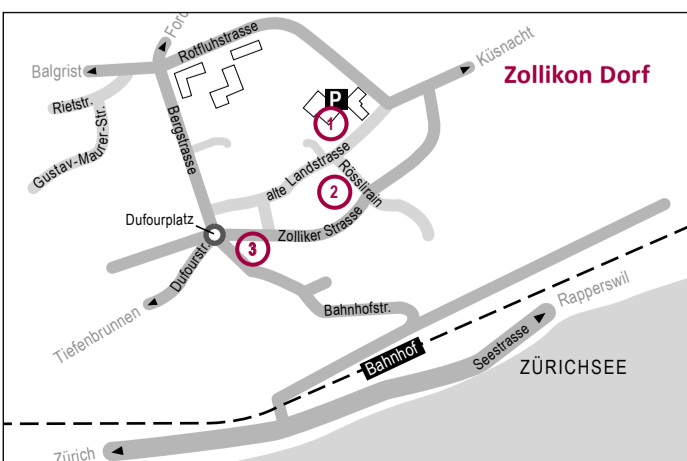 Forc
Rotfluhstrasse
Balgrist
Küsnacht
Zollikon Dorf
Rietstr.
P
Gustav-Maurer-Str.
Bergstrasse
1
alte Landstrasse
Rösslirain
2
Dufourplatz
Zolliker Strasse
3
Dufourstr.
Bahnhofstr.
Tiefenbrunnen
Rapperswil
Bahnhof
Seestrasse
ZÜRICHSEE
Zürich